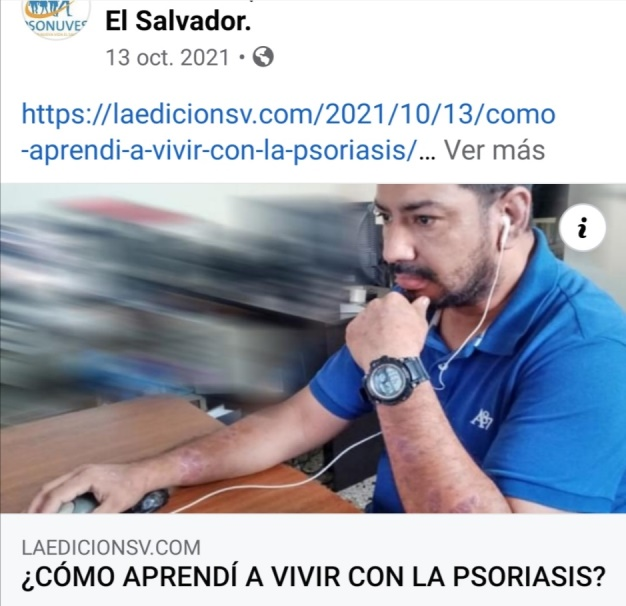 SONUVES
El Salvador.
13 oct. 2021 •
https://laedicionsv.com/2021/10/13/como
-aprendi-a-vivir-con-la-psoriasis/... Ver más
i
LAEDICIONSV.COM
¿CÓMO APRENDÍ A VIVIR CON LA PSORIASIS?